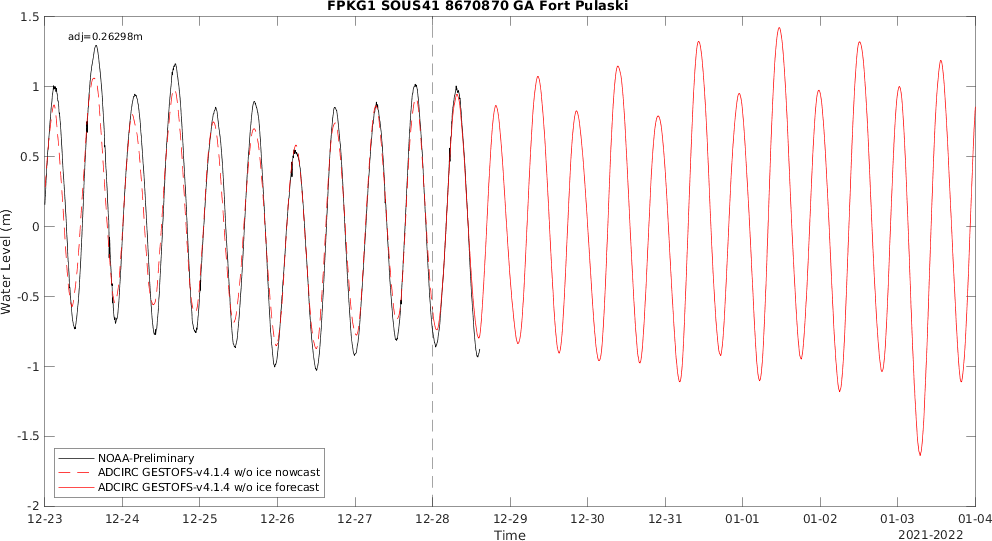 FPKG1 SOUS41 8670870 GA Fort Pulaski
adj=0.26298m
1.5
1
0.5
0
-0.5
-1
-1.5
-2
Water Level (m)
NOAA-Preliminary
ADCIRC GESTOFS-v4.1.4 w/o ice nowcast
ADCIRC GESTOFS-v4.1.4 w/o ice forecast
12-23 12-24 12-25 12-26 12-27 12-28 12-29 12-30 12-31 01-01 01-02 01-03 01-04
Time
2021-2022